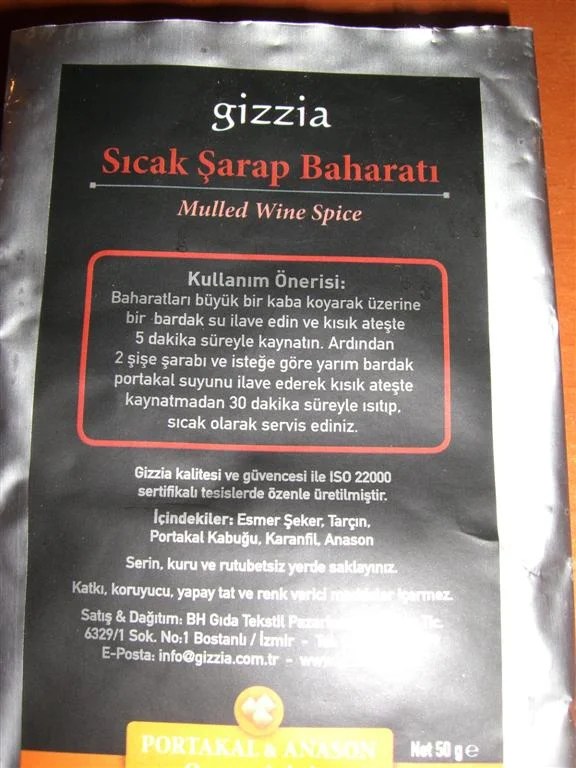 gizzia
Sıcak Şarap Baharatı
Mulled Wine Spice
Kullanım Önerisi:
Baharatları büyük bir kaba koyarak üzerine
bir bardak su ilave edin ve kısık ateşte
5 dakika süreyle kaynatın. Ardından
2 şişe şarabı ve isteğe göre yarım bardak
portakal suyunu ilave ederek kısık ateşte
kaynatmadan 30 dakika süreyle ısıtıp,
sıcak olarak servis ediniz.
Gizzia kalitesi ve güvencesi ile ISO 22000
sertifikalı tesislerde özenle üretilmiştir.
İçindekiler: Esmer Şeker, Tarçın,
Portakal Kabuğu, Karanfil, Anason
Serin, kuru ve rutubetsiz yerde saklayınız.
Katkı, koruyucu, yapay tat ve renk verici maddeler içermez.
Satış & Dağıtım: BH Gıda Tekstil Tic.
6329/1 Sok. No:1 Bostanlı / İzmir -
E-Posta: info@gizzia.com.tr -
PORTAKAL & ANASON
Net 50 g e